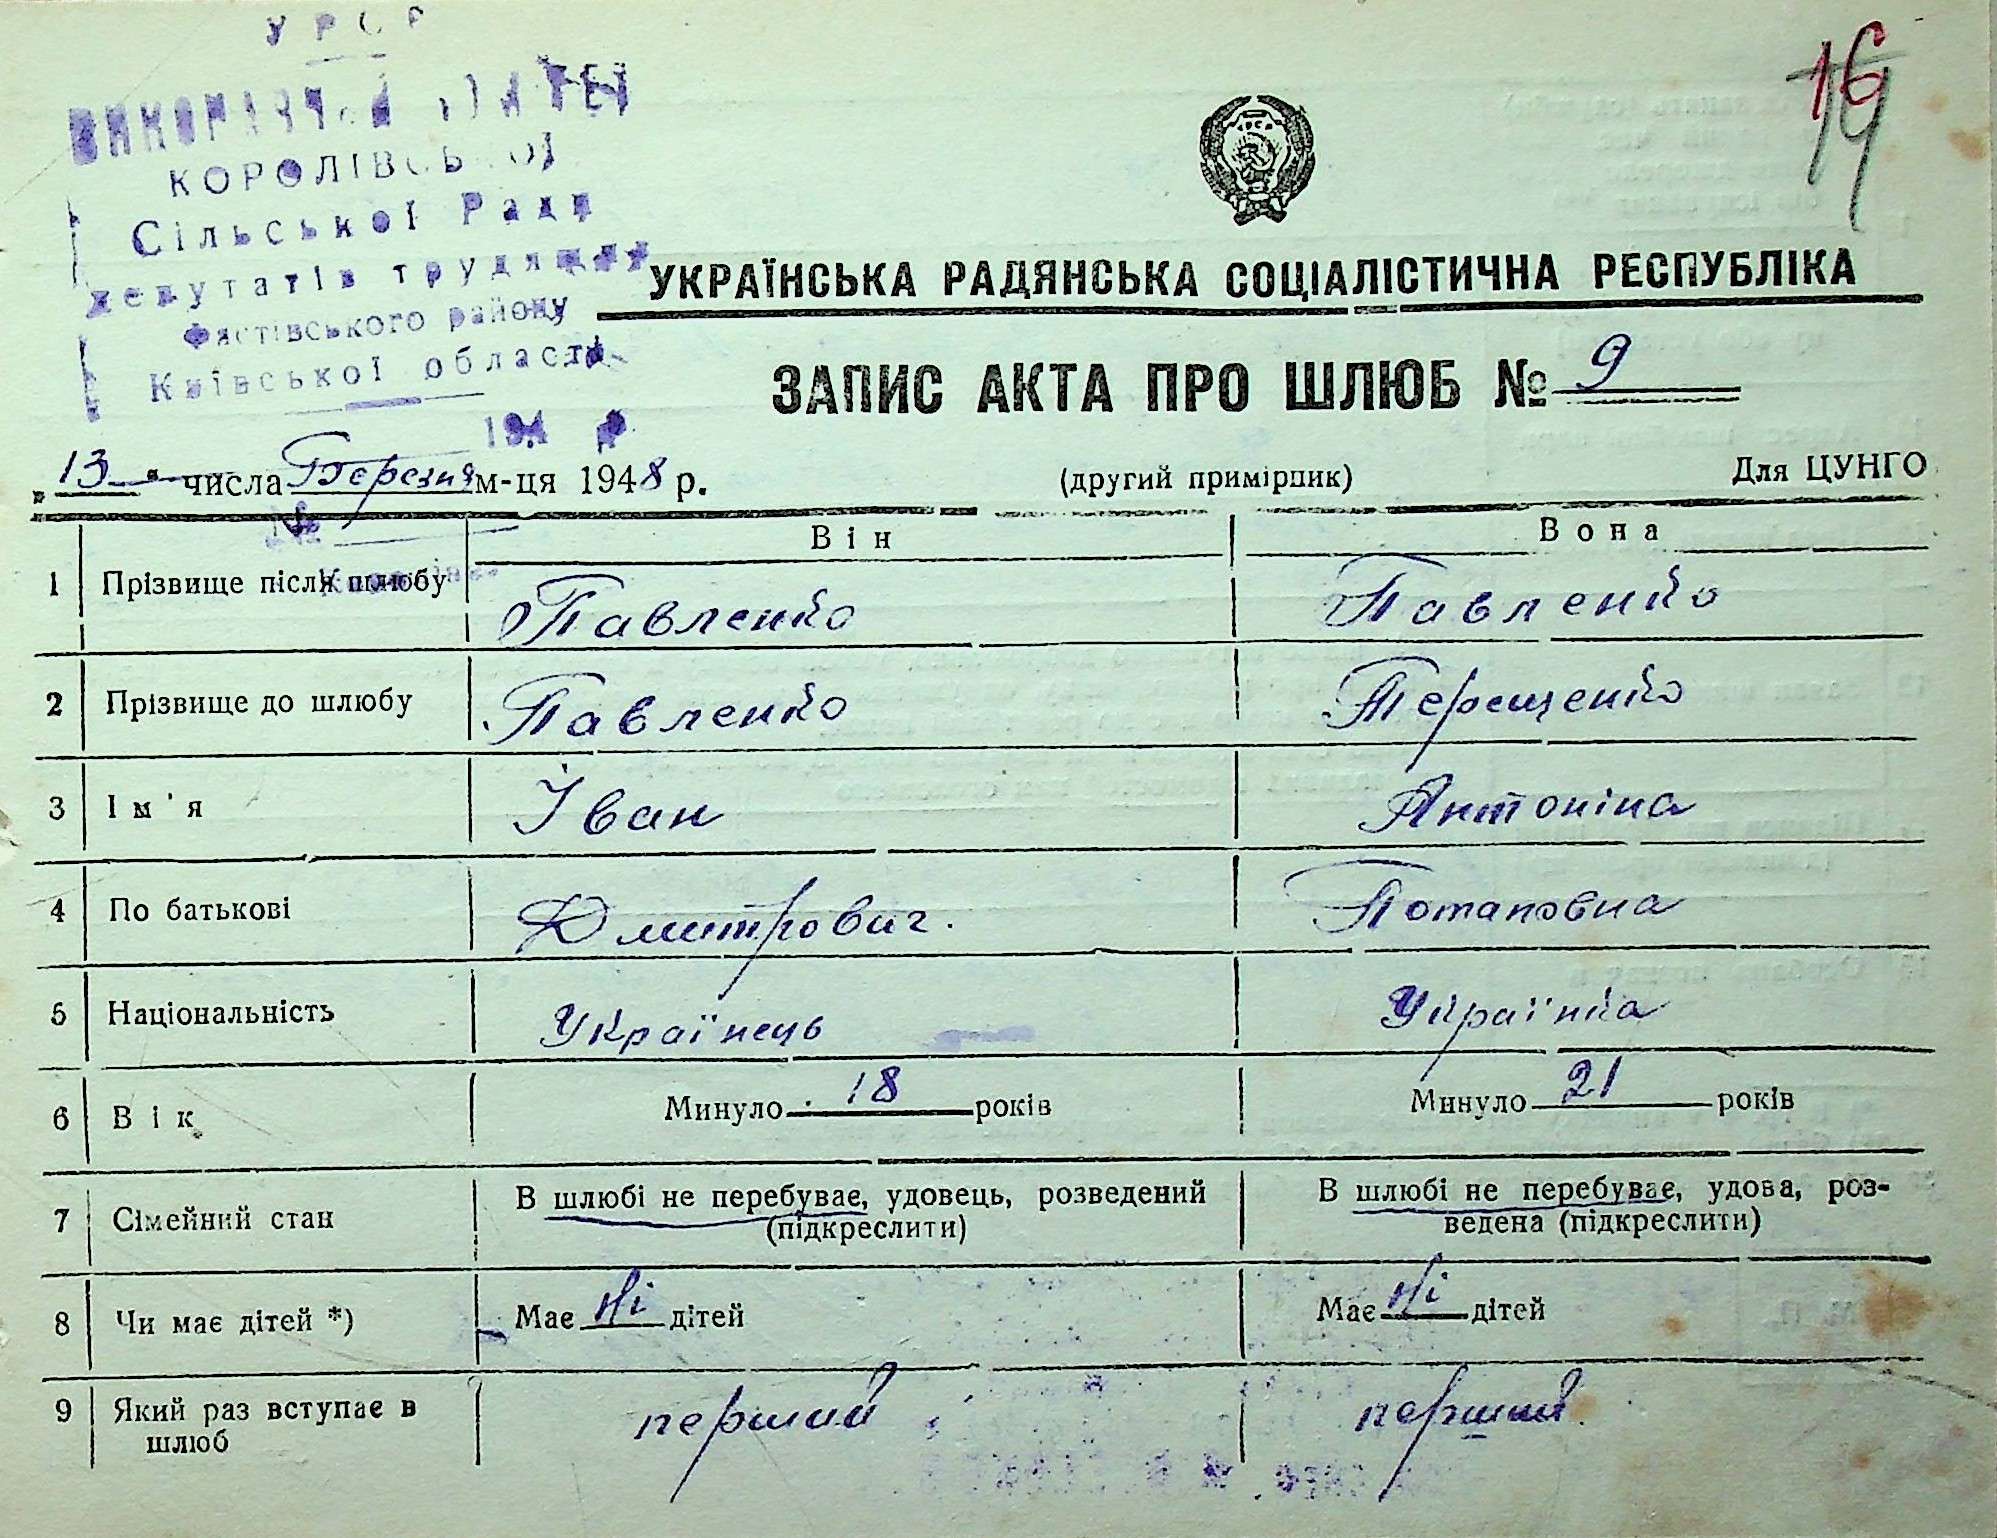 УРСР
ВИКОНАВЧИЙ КОМІТЕТ
КОРОЛІВСЬКОЇ
Сільської Ради
депутатів трудящих
Фастівського району
Київської області
194 р
№
16
19
УКРАЇНСЬКА РАДЯНСЬКА СОЦІАЛІСТИЧНА РЕСПУБЛІКА
ЗАПИС АКТА ПРО ШЛЮБ № 9
„13“ числа Березня м-ця 1948 р.
(другий примірник)
Для ЦУНГО
Він Вона
1 Прізвище після шлюбу Павленко Павленко
2 Прізвище до шлюбу Павленко Терещенко
3 Ім'я Іван Антоніна
4 По батькові Дмитрович. Потаповна
5 Національність Українець Українка
6 Вік Минуло 18 років Минуло 21 років
7 Сімейний стан В шлюбі не перебуває, удовець, розведений (підкреслити) В шлюбі не перебуває, удова, роз-
ведена (підкреслити)
8 Чи має дітей *) Має ні дітей Має ні дітей
9 Який раз вступає в
шлюб перший перший